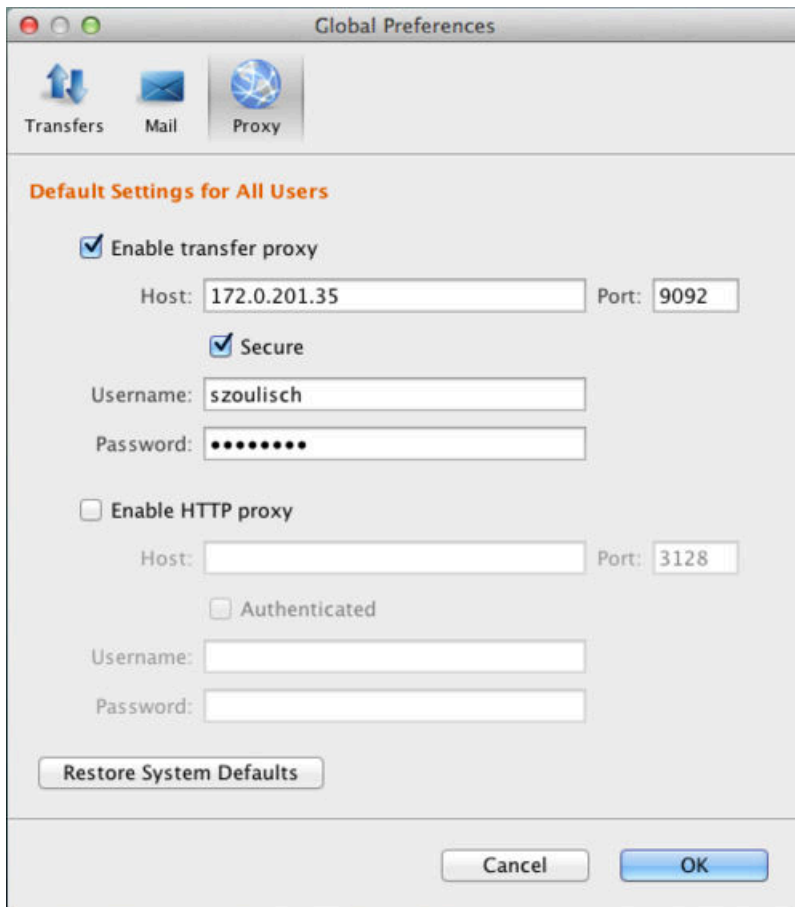 Global Preferences
Transfers Mail Proxy
Default Settings for All Users
Enable transfer proxy
Host: 172.0.201.35 Port: 9092
Secure
Username: szoulisch
Password: ••••••••
Enable HTTP proxy
Host: Port: 3128
Authenticated
Username:
Password:
Restore System Defaults
Cancel OK